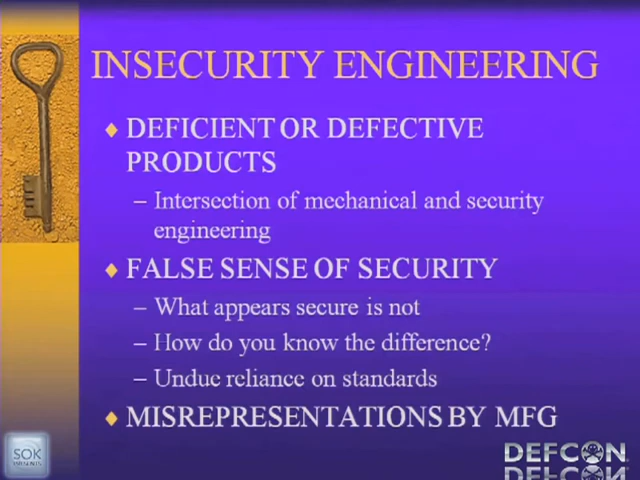 INSECURITY ENGINEERING
♦ DEFICIENT OR DEFECTIVE
PRODUCTS
– Intersection of mechanical and security
engineering
♦ FALSE SENSE OF SECURITY
– What appears secure is not
– How do you know the difference?
– Undue reliance on standards
♦ MISREPRESENTATIONS BY MFG
SOK
DEFCON